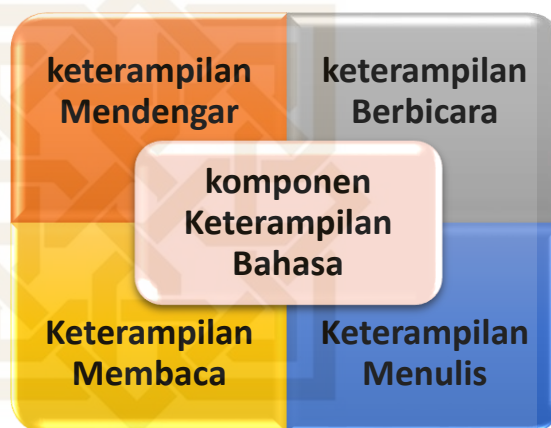 keterampilan
Mendengar
keterampilan
Berbicara
komponen
Keterampilan
Bahasa
Keterampilan
Membaca
Keterampilan
Menulis